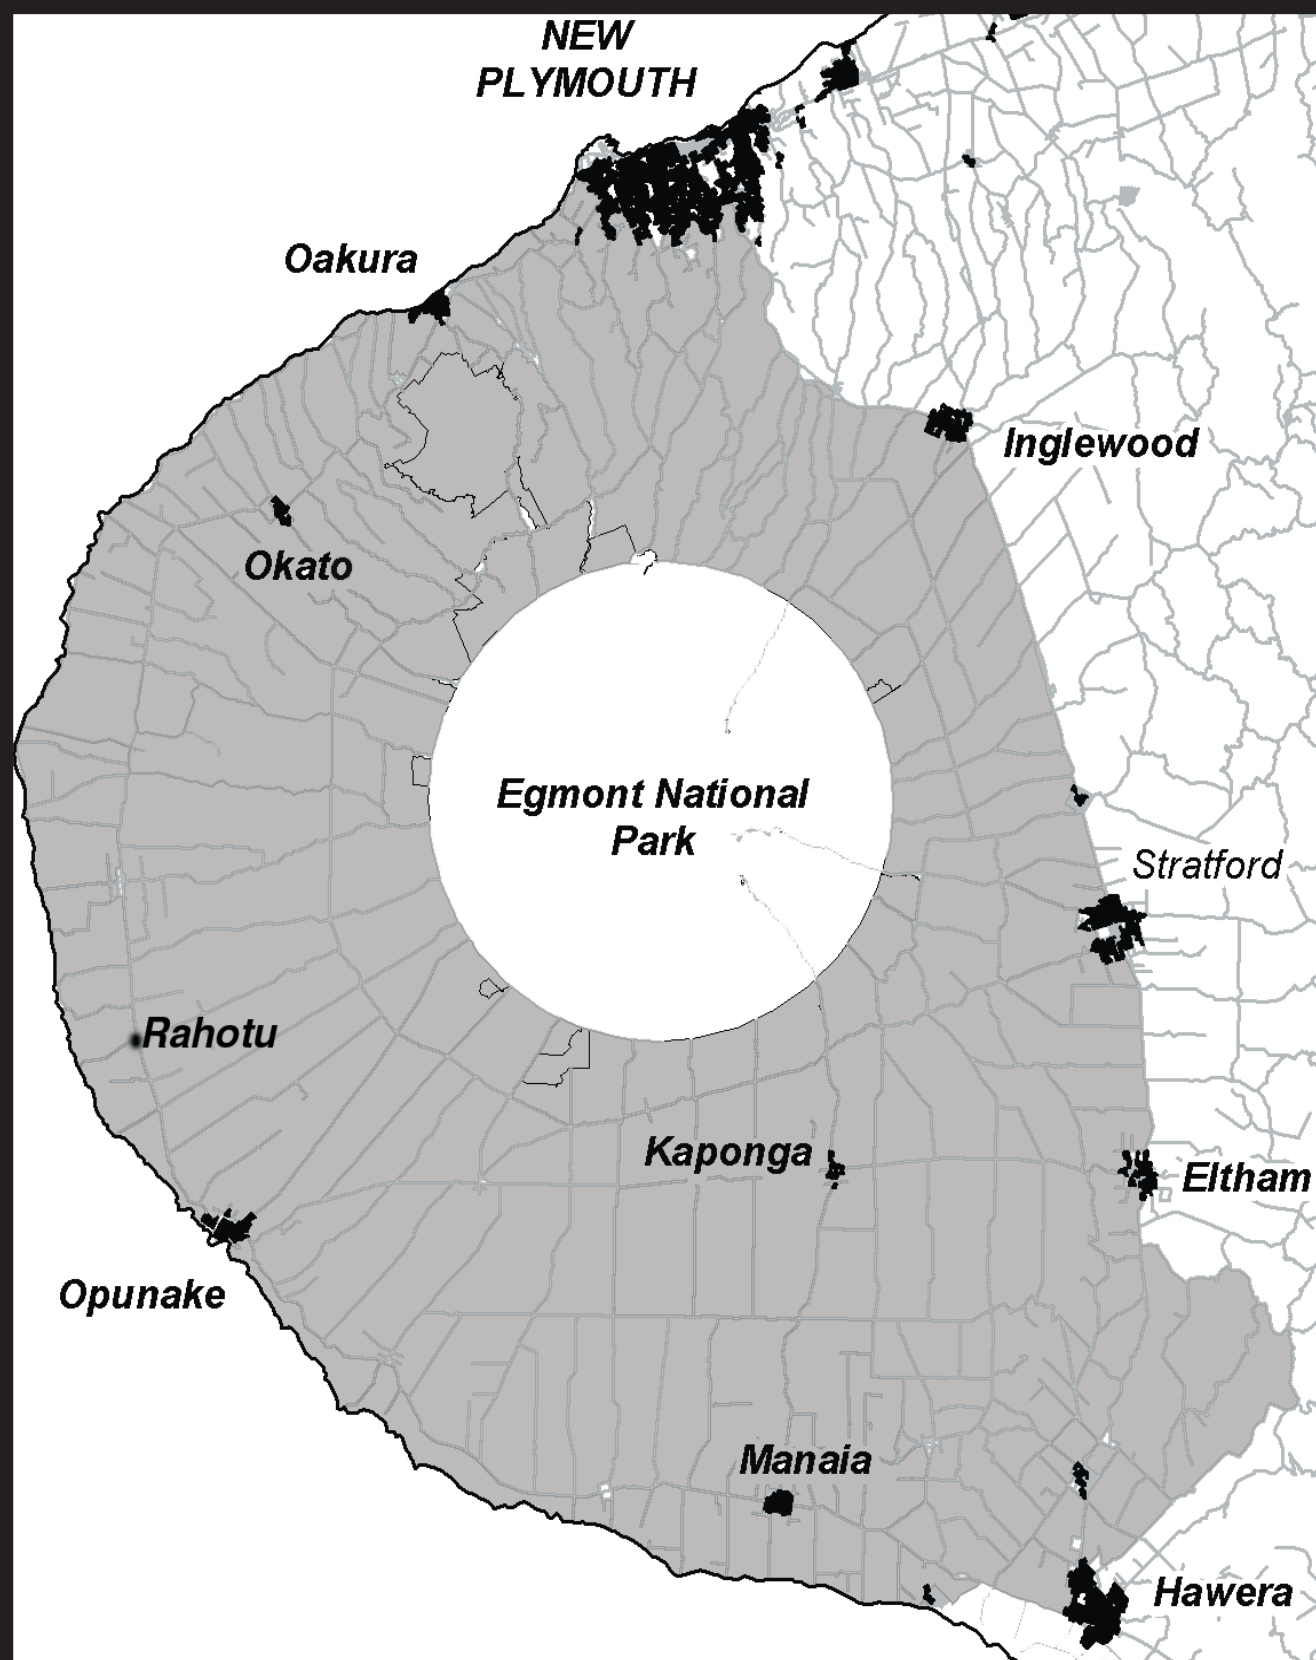 NEW
PLYMOUTH
Oakura
Inglewood
Okato
Egmont National
Park
Stratford
Rahotu
Kaponga
Eltham
Opunake
Manaia
Hawera